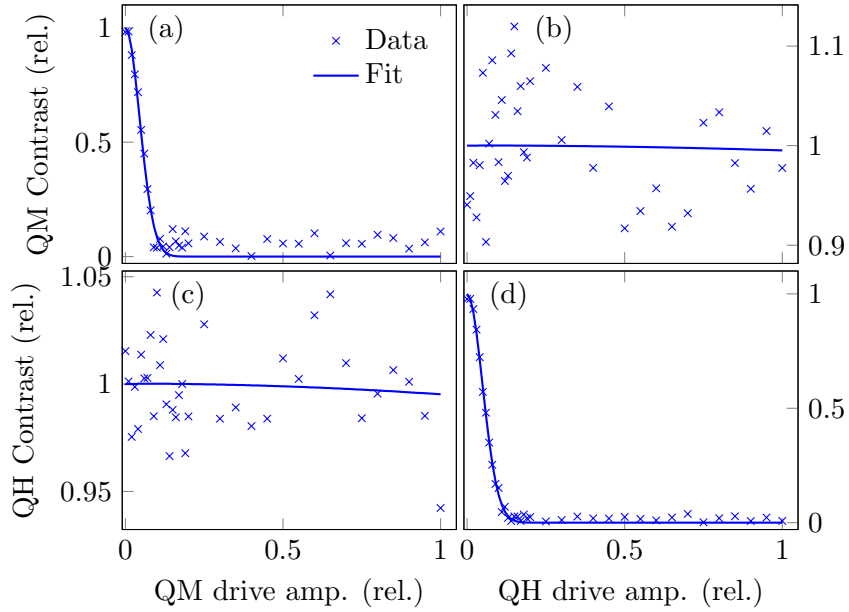 (a)
Data
Fit
1
0.5
0
QM Contrast (rel.)
(b)
1.1
1
0.9
(c)
1.05
1
0.95
QH Contrast (rel.)
0
0.5
1
QM drive amp. (rel.)
(d)
1
0.5
0
0
0.5
1
QH drive amp. (rel.)